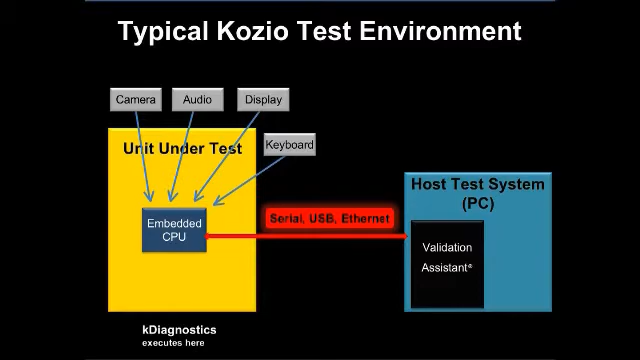 Typical Kozio Test Environment
Camera
Audio
Display
Keyboard
Unit Under Test
Embedded
CPU
Serial, USB, Ethernet
Host Test System
(PC)
Validation
Assistant®
kDiagnostics
executes here